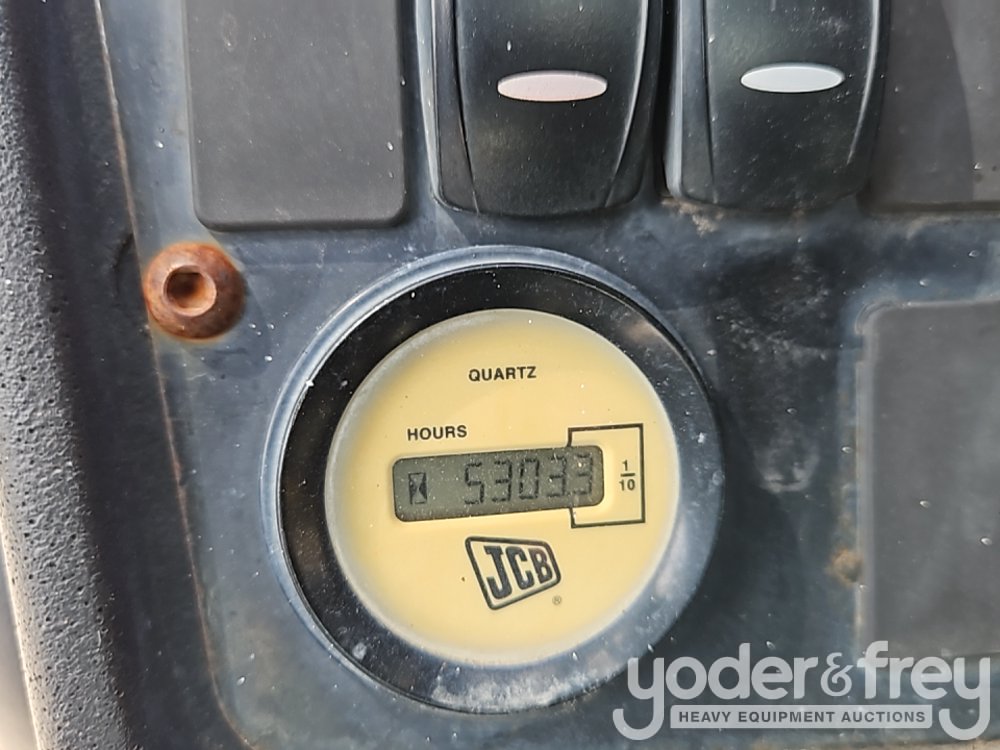 QUARTZ
HOURS
53033
1
10
JCB
®
yoder&frey
HEAVY EQUIPMENT AUCTIONS